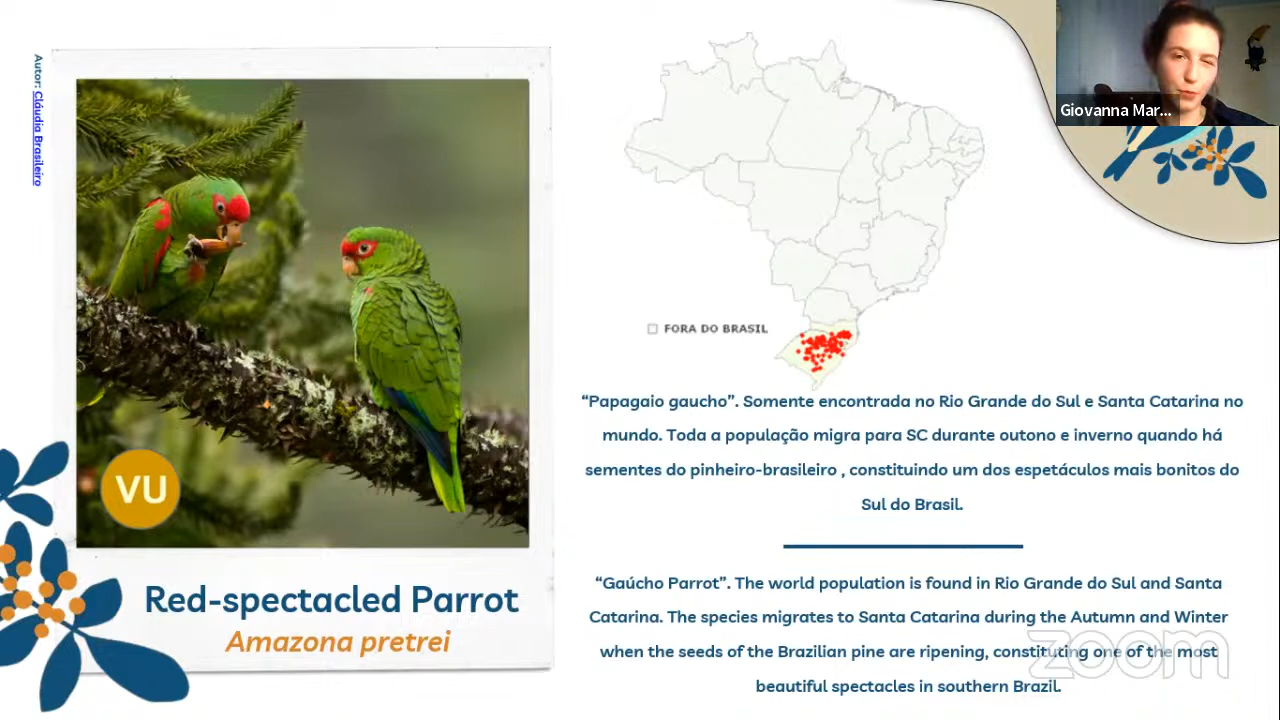 Autor: Cláudia Brasileiro
Giovanna Mar...
FORA DO BRASIL
VU
Red-spectacled Parrot
Amazona pretrei
“Papagaio gaucho”. Somente encontrada no Rio Grande do Sul e Santa Catarina no
mundo. Toda a população migra para SC durante outono e inverno quando há
sementes do pinheiro-brasileiro , constituindo um dos espetáculos mais bonitos do
Sul do Brasil.
“Gaúcho Parrot”. The world population is found in Rio Grande do Sul and Santa
Catarina. The species migrates to Santa Catarina during the Autumn and Winter
when the seeds of the Brazilian pine are ripening, constituting one of the most
beautiful spectacles in southern Brazil.
zoom